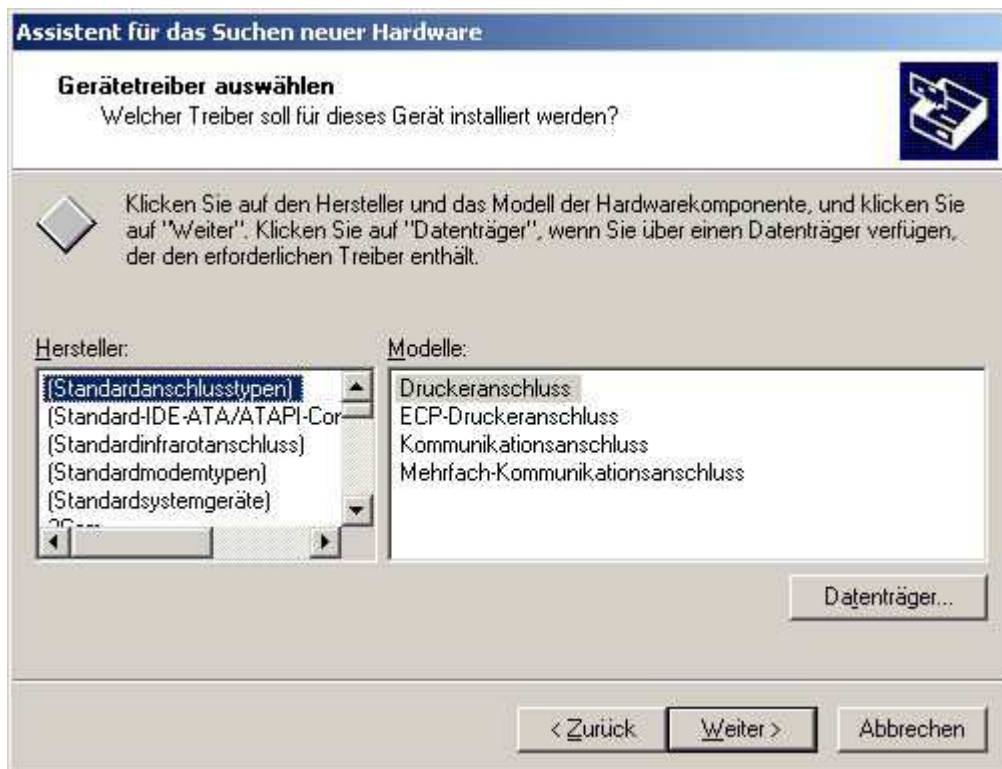 Assistent für das Suchen neuer Hardware
Gerätetreiber auswählen
Welcher Treiber soll für dieses Gerät installiert werden?
Klicken Sie auf den Hersteller und das Modell der Hardwarekomponente, und klicken Sie
auf "Weiter". Klicken Sie auf "Datenträger", wenn Sie über einen Datenträger verfügen,
der den erforderlichen Treiber enthält.
Hersteller:
(Standardanschlusstypen)
(Standard-IDE-ATA/ATAPI-Cor
(Standardinfrarotanschluss)
(Standardmodemtypen)
(Standardsystemgeräte)
Modelle:
Druckeranschluss
ECP-Druckeranschluss
Kommunikationsanschluss
Mehrfach-Kommunikationsanschluss
Datenträger...
< Zurück
Weiter >
Abbrechen